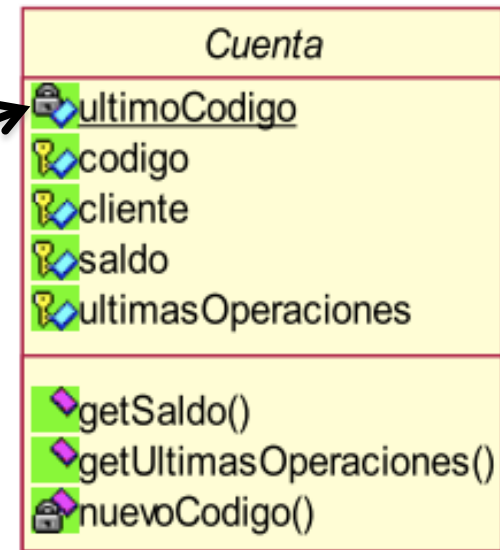 Cuenta
ultimoCodigo
codigo
cliente
saldo
ultimasOperaciones
getSaldo()
getUltimasOperaciones()
nuevoCodigo()